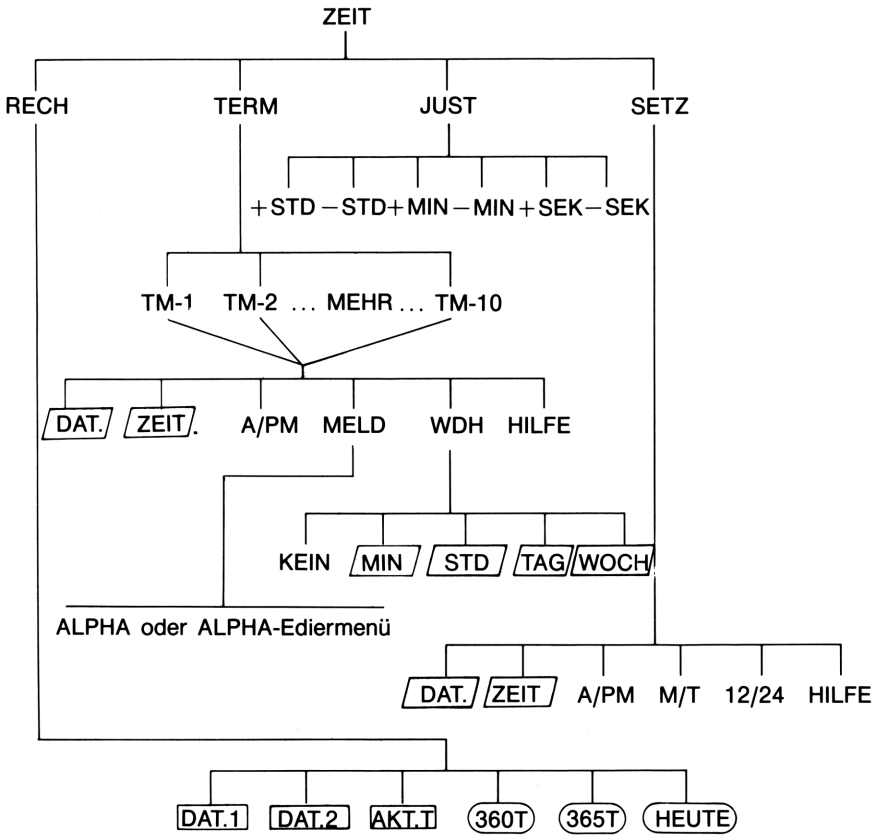 ZEIT
RECH TERM JUST SETZ
+STD −STD +MIN −MIN +SEK −SEK
TM-1 TM-2 ... MEHR ... TM-10
DAT. ZEIT. A/PM MELD WDH HILFE
KEIN MIN STD TAG WOCH
ALPHA oder ALPHA-Ediermenü
DAT. ZEIT A/PM M/T 12/24 HILFE
DAT.1 DAT.2 AKT.T 360T 365T HEUTE